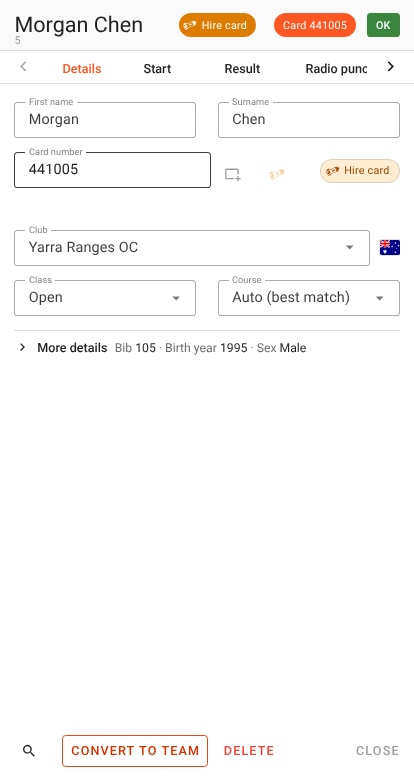 Morgan Chen
Hire card
Card 441005
OK
5
Details
Start
Result
Radio punc
First name
Morgan
Surname
Chen
Card number
441005
Hire card
Club
Yarra Ranges OC
Class
Open
Course
Auto (best match)
More details Bib 105 · Birth year 1995 · Sex Male
CONVERT TO TEAM
DELETE
CLOSE